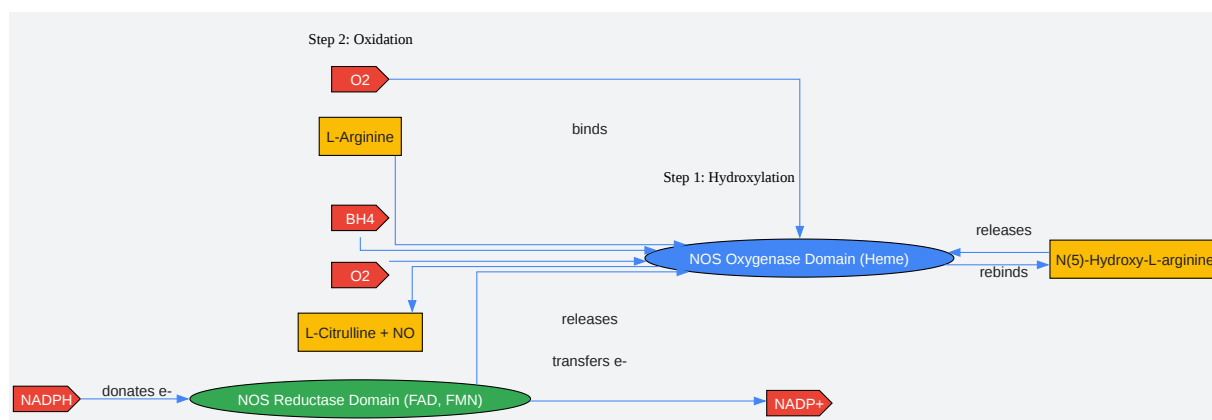 Step 2: Oxidation
O2
L-Arginine
binds
Step 1: Hydroxylation
BH4
releases
O2
NOS Oxygenase Domain (Heme)
N(5)-Hydroxy-L-arginine
rebinds
L-Citrulline + NO
releases
transfers e-
NADPH
donates e-
NOS Reductase Domain (FAD, FMN)
NADP+